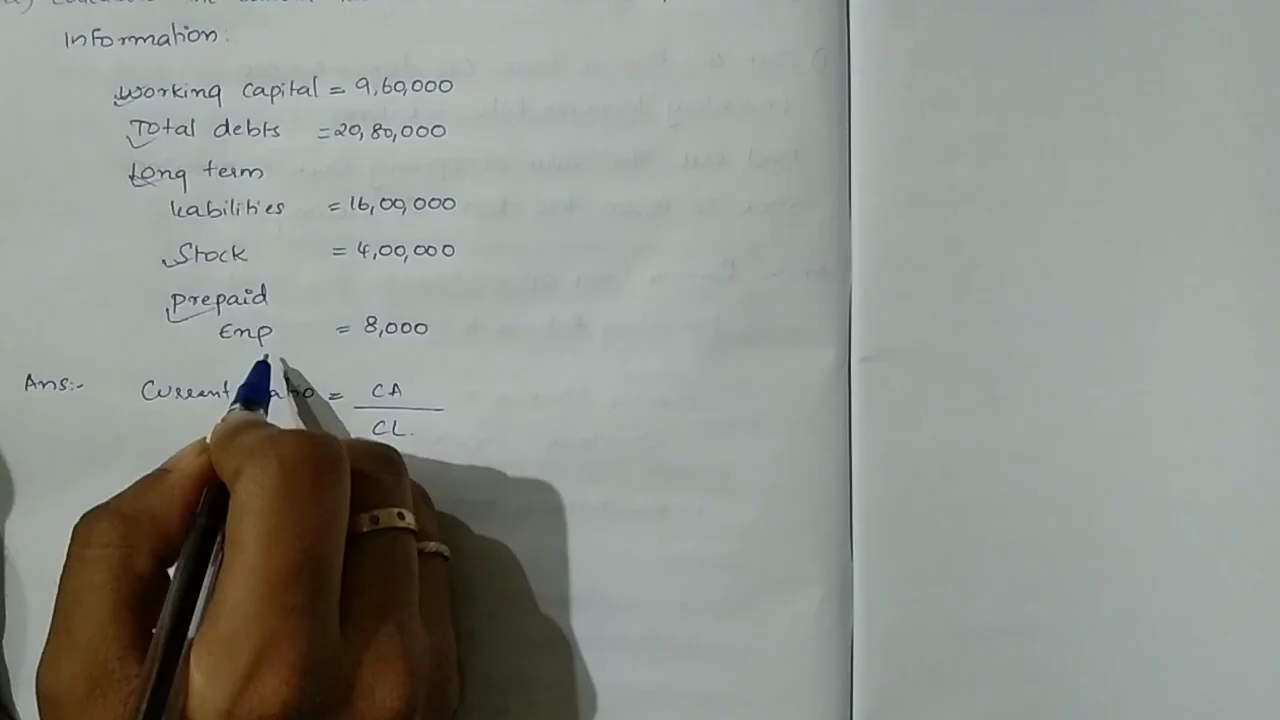 Information:
Working capital = 9,60,000
Total debts = 20,80,000
Long term
liabilities = 16,00,000
Stock = 4,00,000
Prepaid
Exp = 8,000
Ans:- Current Ratio = CA
CL.